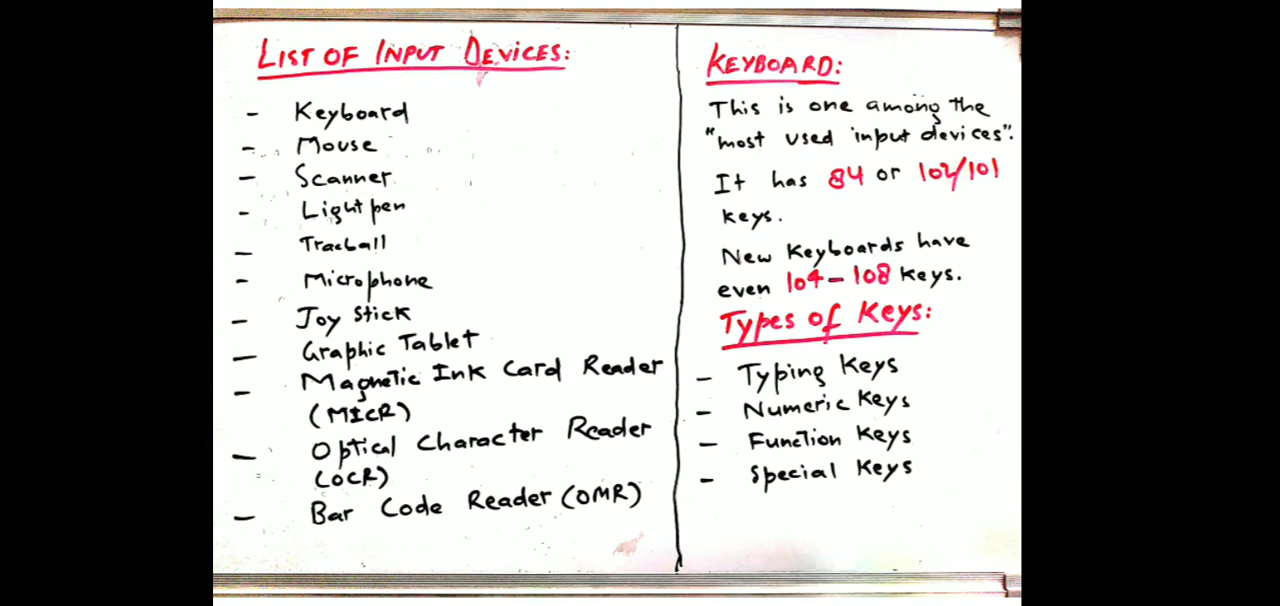 LIST OF INPUT DEVICES:
- Keyboard
- Mouse
- Scanner
- Light pen
- Tracball
- Microphone
- Joy stick
- Graphic Tablet
- Magnetic Ink Card Reader
(MICR)
- Optical Character Reader
(OCR)
- Bar Code Reader (OMR)
KEYBOARD:
This is one among the
"most used input devices".
It has 84 or 102/101
keys.
New Keyboards have
even 104-108 keys.
Types of Keys:
- Typing Keys
- Numeric Keys
- Function Keys
- Special Keys